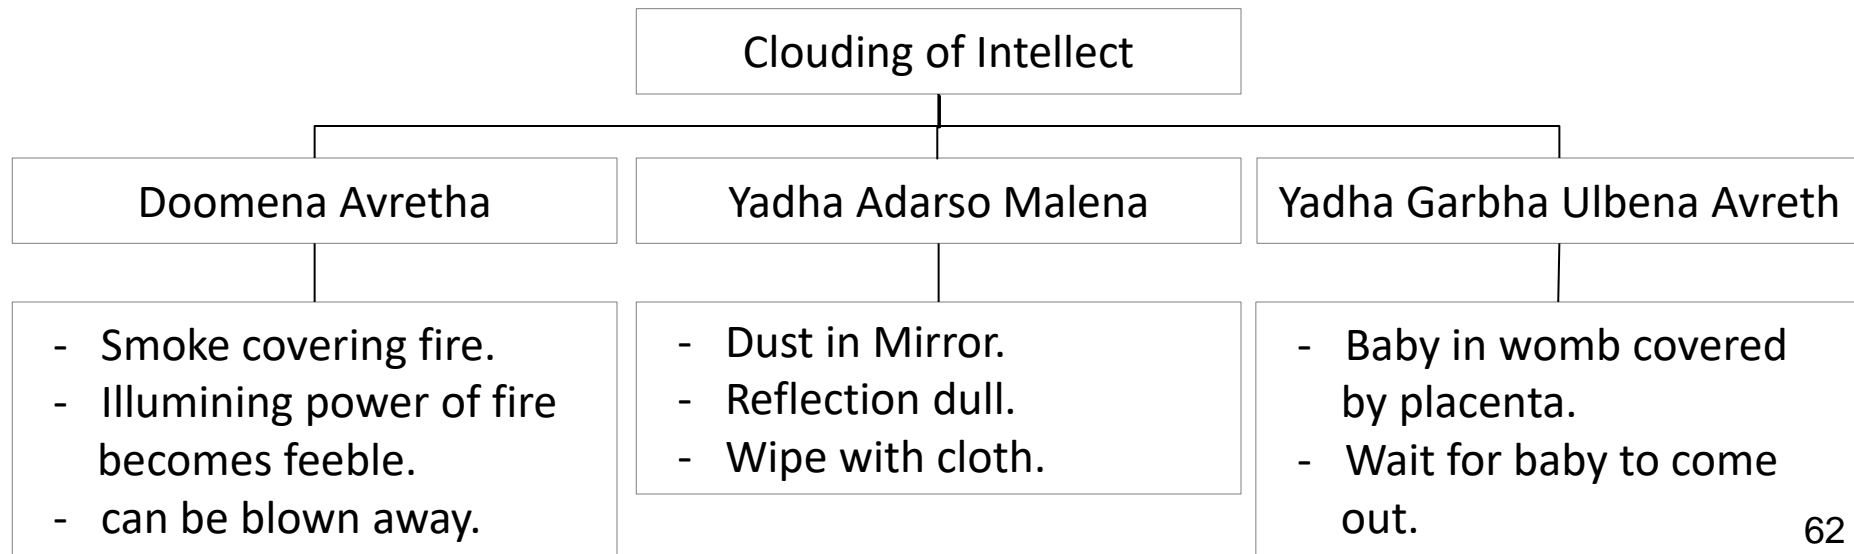 Clouding of Intellect
Doomena Avretha
Yadha Adarso Malena
Yadha Garbha Ulbena Avreth
- Smoke covering fire.
- Illumining power of fire
becomes feeble.
- can be blown away.
- Dust in Mirror.
- Reflection dull.
- Wipe with cloth.
- Baby in womb covered
by placenta.
- Wait for baby to come
out.
62